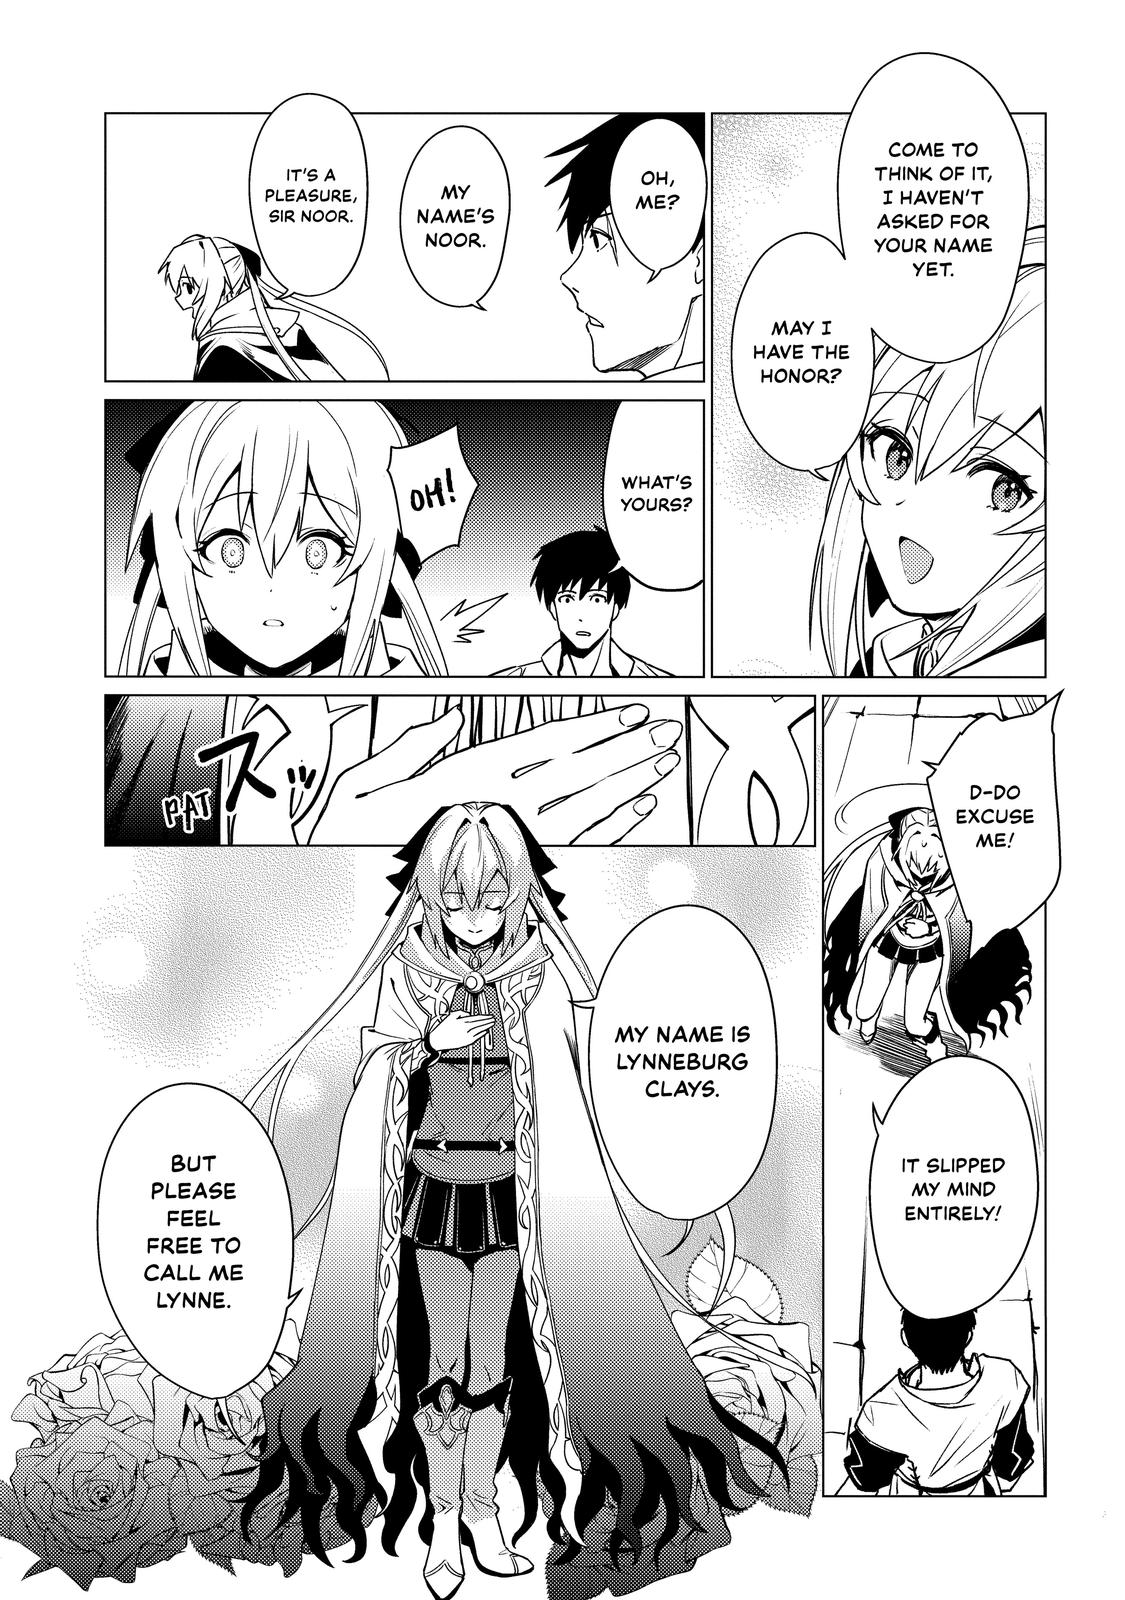 COME TO
THINK OF IT,
I HAVEN'T
ASKED FOR
YOUR NAME
YET.
MAY I
HAVE THE
HONOR?
OH,
ME?
MY
NAME'S
NOOR.
IT'S A
PLEASURE,
SIR NOOR.
WHAT'S
YOURS?
OH!
D-DO
EXCUSE
ME!
IT SLIPPED
MY MIND
ENTIRELY!
スッ
PAT
MY NAME IS
LYNNEBURG
CLAYS.
BUT
PLEASE
FEEL
FREE TO
CALL ME
LYNNE.